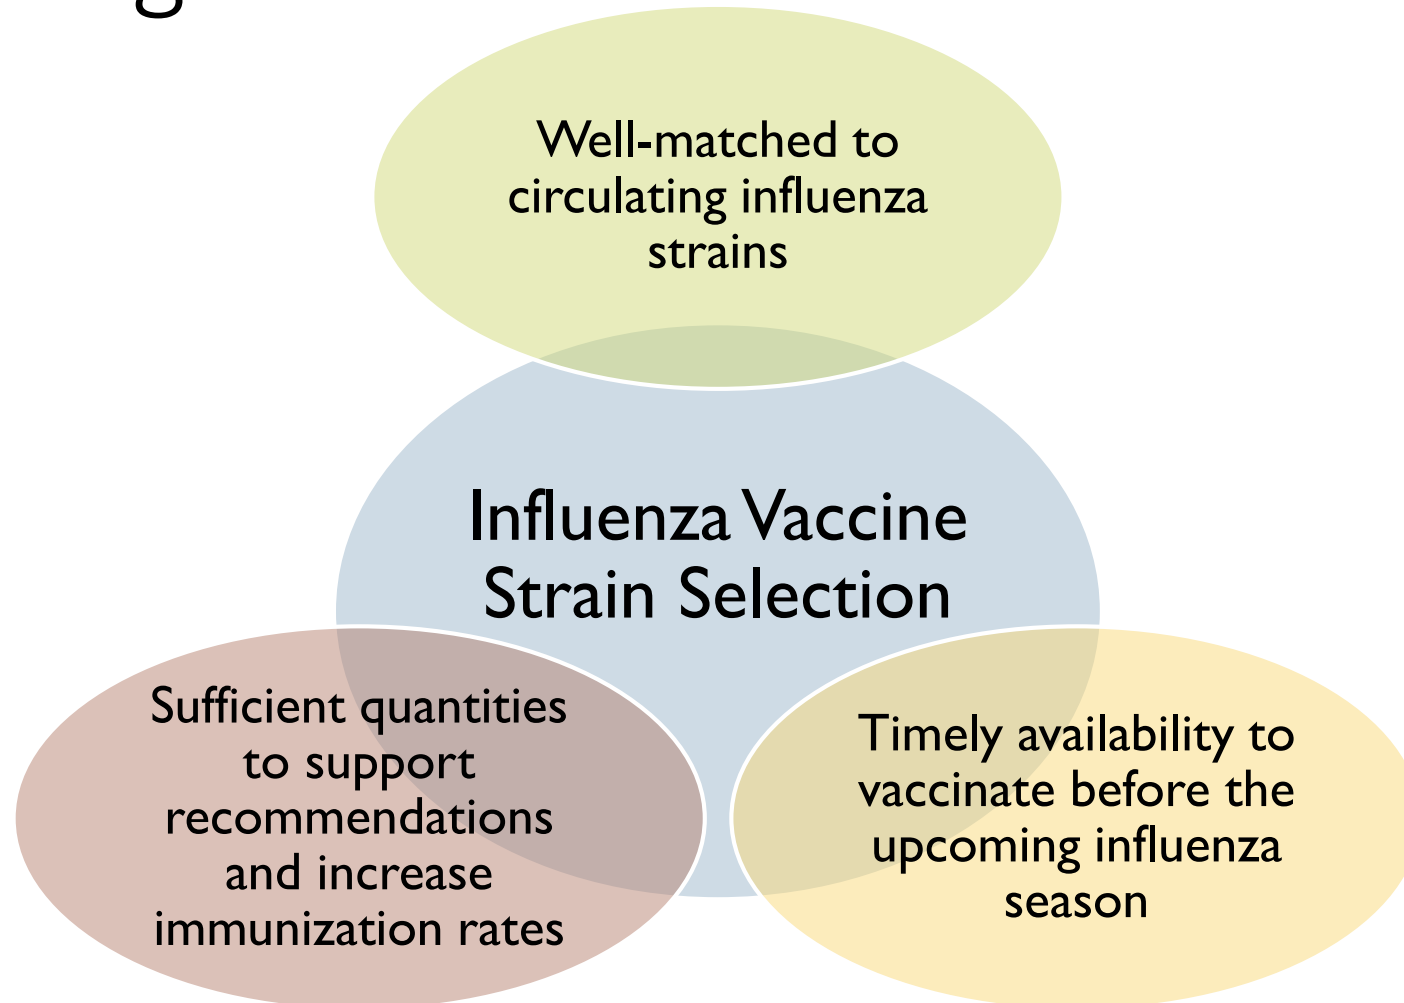 Well-matched to
circulating influenza
strains
Influenza Vaccine
Strain Selection
Sufficient quantities
to support
recommendations
and increase
immunization rates
Timely availability to
vaccinate before the
upcoming influenza
season